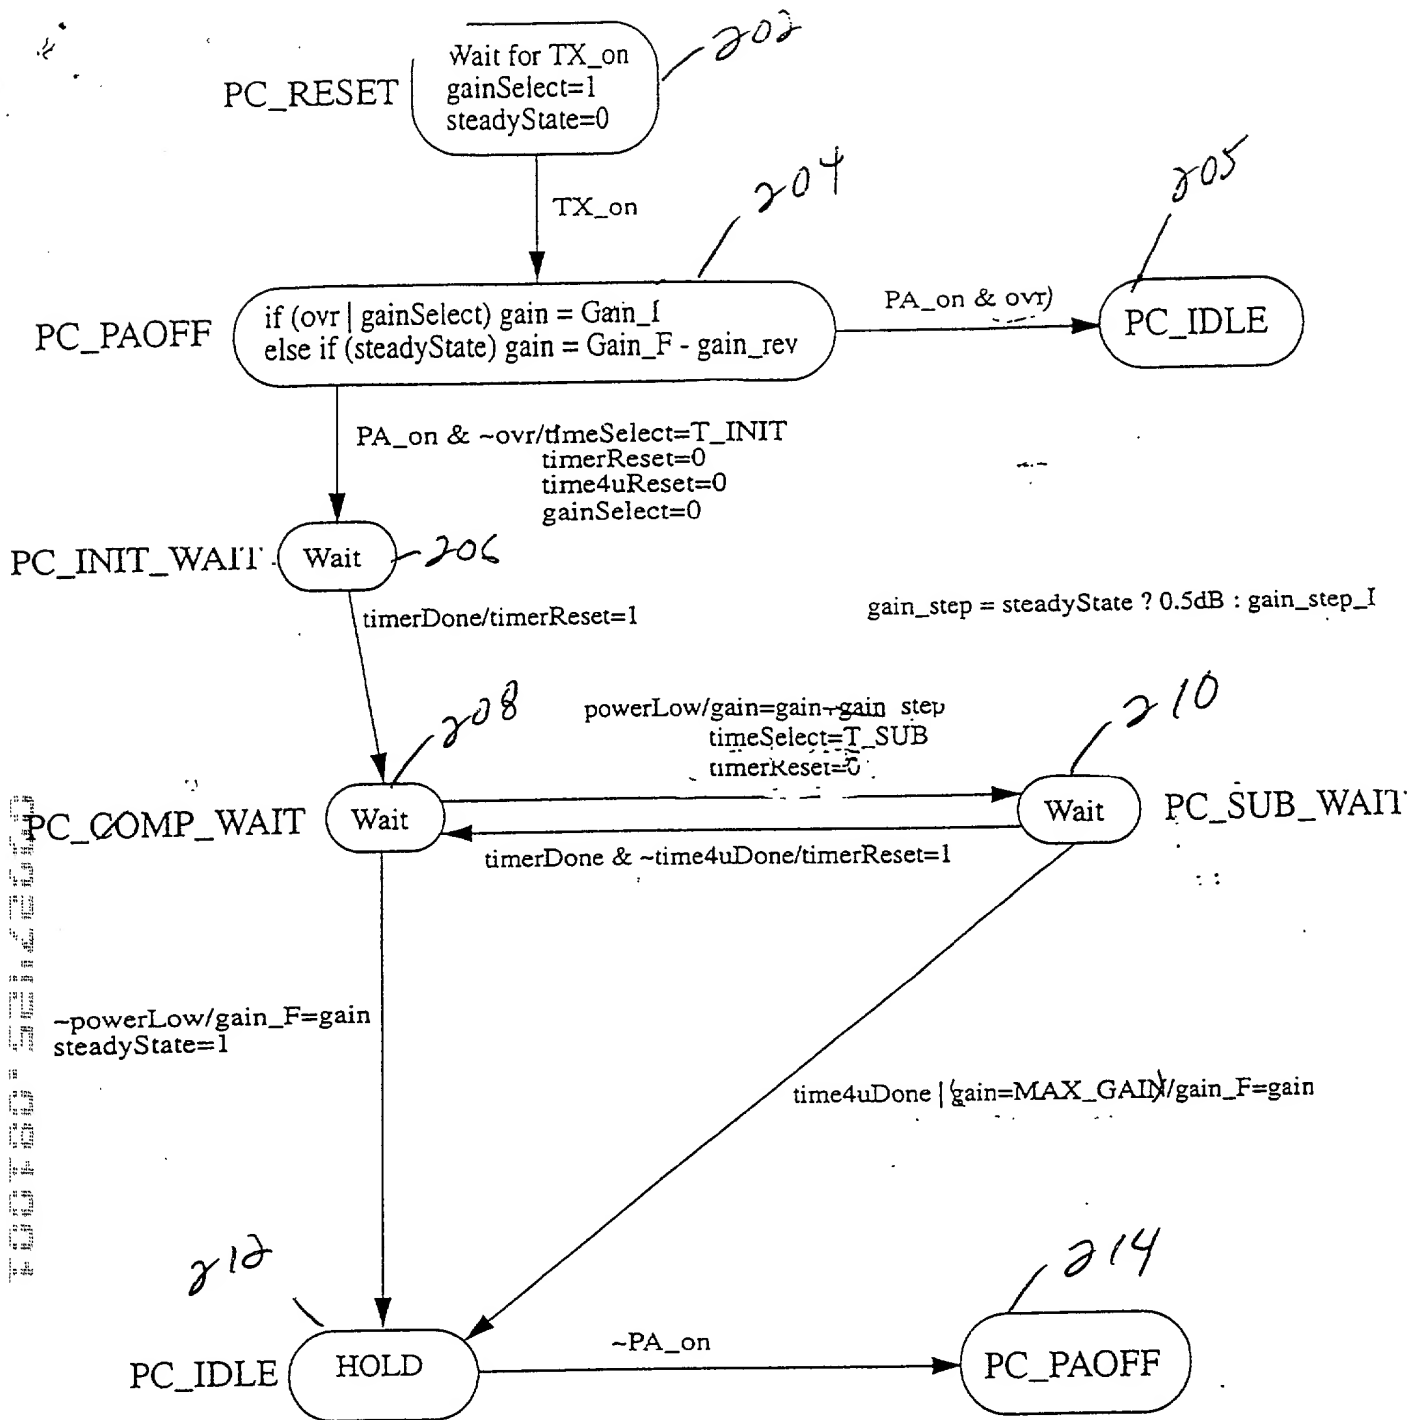 Wait for TX_on
gainSelect=1
steadyState=0
PC_RESET
202
TX_on
204
205
if (ovr | gainSelect) gain = Gain_I
else if (steadyState) gain = Gain_F - gain_rev
PC_PAOFF
PA_on & ovr)
PC_IDLE
PA_on & ~ovr/timeSelect=T_INIT
timerReset=0
time4uReset=0
gainSelect=0
PC_INIT_WAIT
Wait
206
timerDone/timerReset=1
gain_step = steadyState ? 0.5dB : gain_step_I
208
powerLow/gain=gain-gain_step
timeSelect=T_SUB
timerReset=0
210
PC_COMP_WAIT
Wait
Wait
PC_SUB_WAIT
timerDone & ~time4uDone/timerReset=1
~powerLow/gain_F=gain
steadyState=1
time4uDone | (gain=MAX_GAIN)/gain_F=gain
212
214
PC_IDLE
HOLD
~PA_on
PC_PAOFF